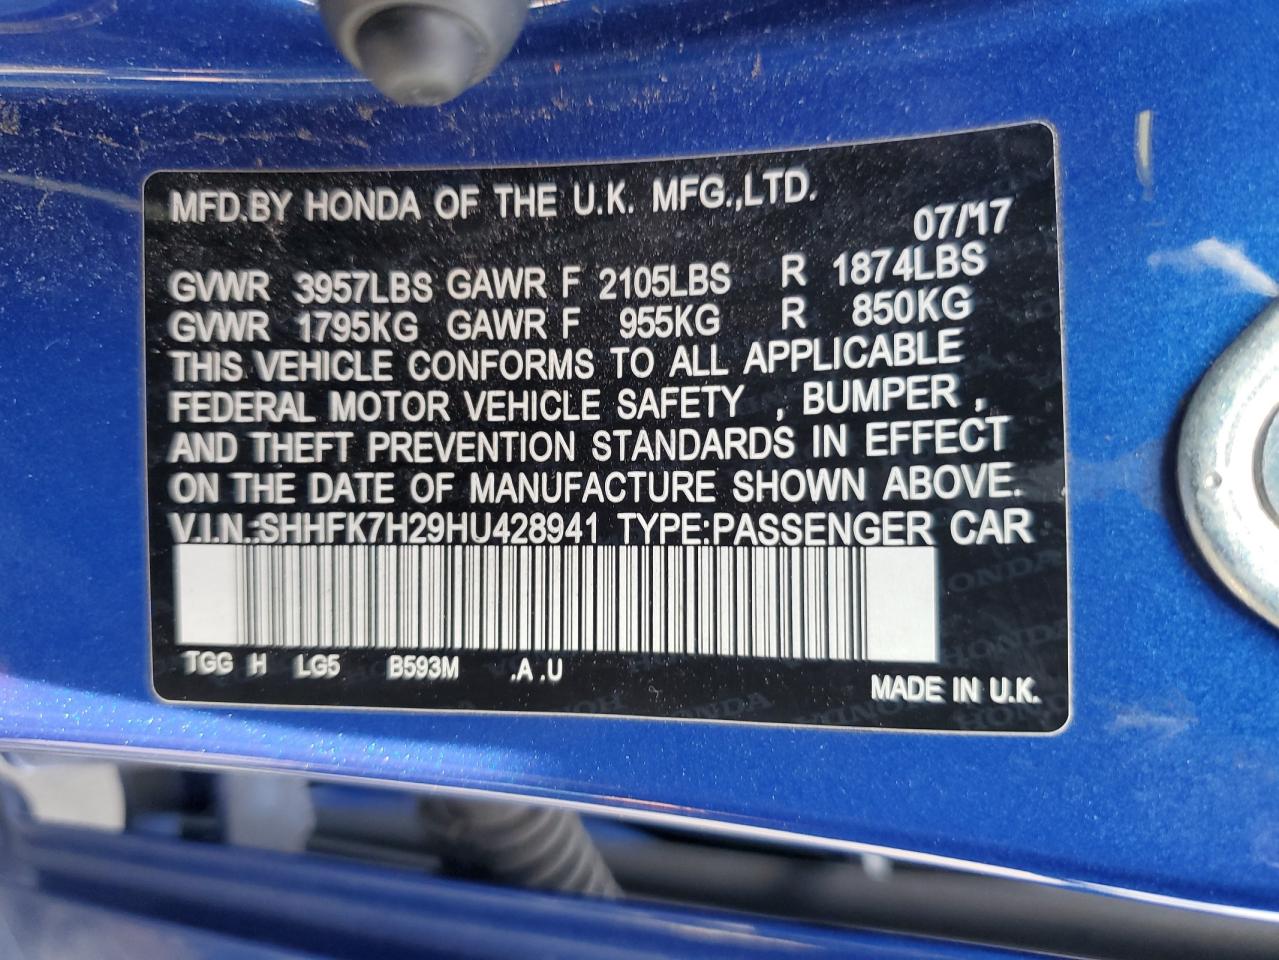 MFD.BY HONDA OF THE U.K. MFG.,LTD.
07/17
GVWR 3957LBS GAWR F 2105LBS R 1874LBS
GVWR 1795KG GAWR F 955KG R 850KG
THIS VEHICLE CONFORMS TO ALL APPLICABLE
FEDERAL MOTOR VEHICLE SAFETY , BUMPER ,
AND THEFT PREVENTION STANDARDS IN EFFECT
ON THE DATE OF MANUFACTURE SHOWN ABOVE.
V.I.N.:SHHFK7H29HU428941 TYPE:PASSENGER CAR
TGG H LG5 B593M .A .U
MADE IN U.K.